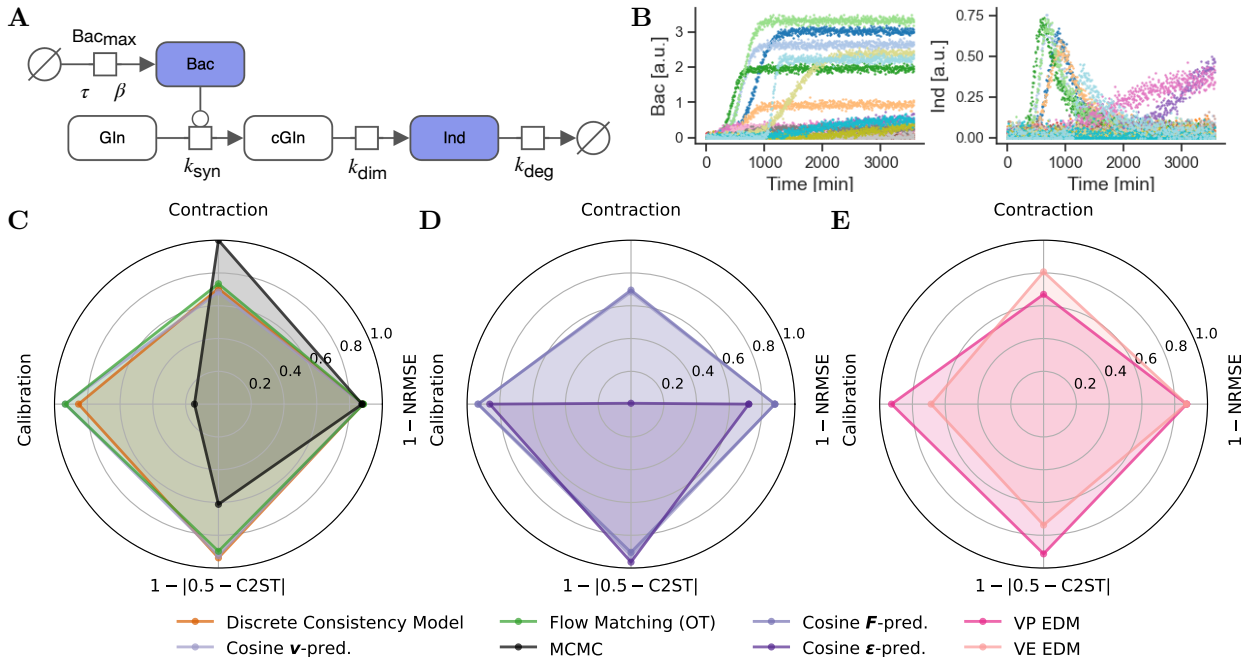 A
Bac_max
Bac
τ
β
Gln
cGln
Ind
k_syn
k_dim
k_deg
B
Bac [a.u.]
3
2
1
0
0
1000
2000
3000
Time [min]
Ind [a.u.]
0.75
0.50
0.25
0.00
0
1000
2000
3000
Time [min]
C
Contraction
Calibration
1 − NRMSE
1 − |0.5 − C2ST|
0.2
0.4
0.6
0.8
1.0
D
Contraction
Calibration
1 − NRMSE
1 − |0.5 − C2ST|
0.2
0.4
0.6
0.8
1.0
E
Contraction
Calibration
1 − NRMSE
1 − |0.5 − C2ST|
0.2
0.4
0.6
0.8
1.0
Discrete Consistency Model
Flow Matching (OT)
Cosine F-pred.
VP EDM
Cosine v-pred.
MCMC
Cosine ε-pred.
VE EDM